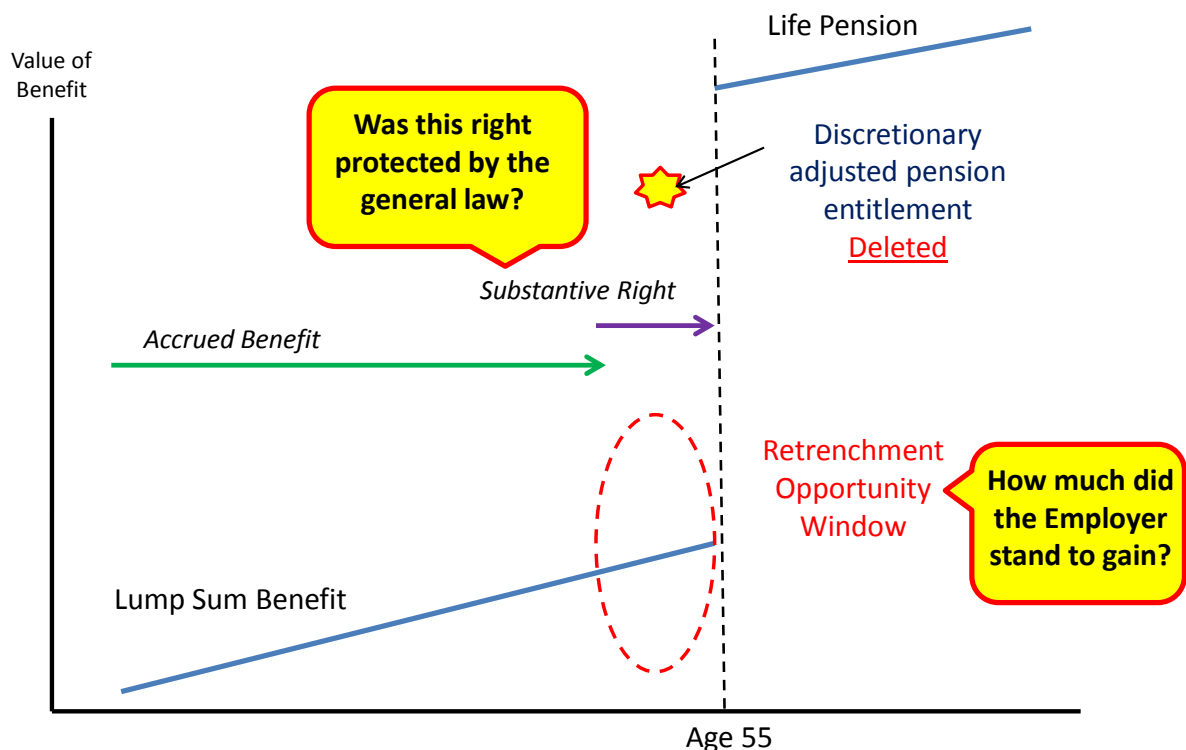 Life Pension
Value of
Benefit
Was this right
protected by the
general law?
Discretionary
adjusted pension
entitlement
Deleted
Substantive Right
Accrued Benefit
Retrenchment
Opportunity
Window
How much did
the Employer
stand to gain?
Lump Sum Benefit
Age 55